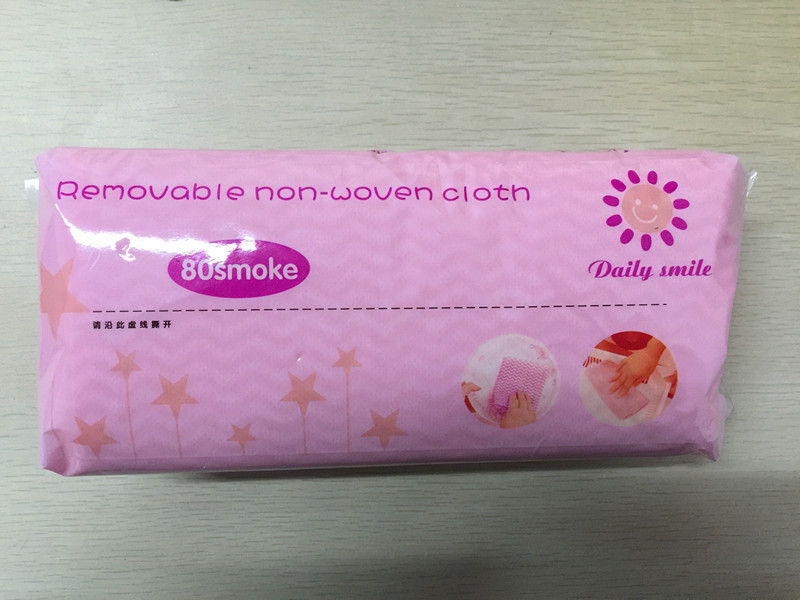 Removable non-woven cloth
80smoke
Daily smile
请沿此虚线撕开